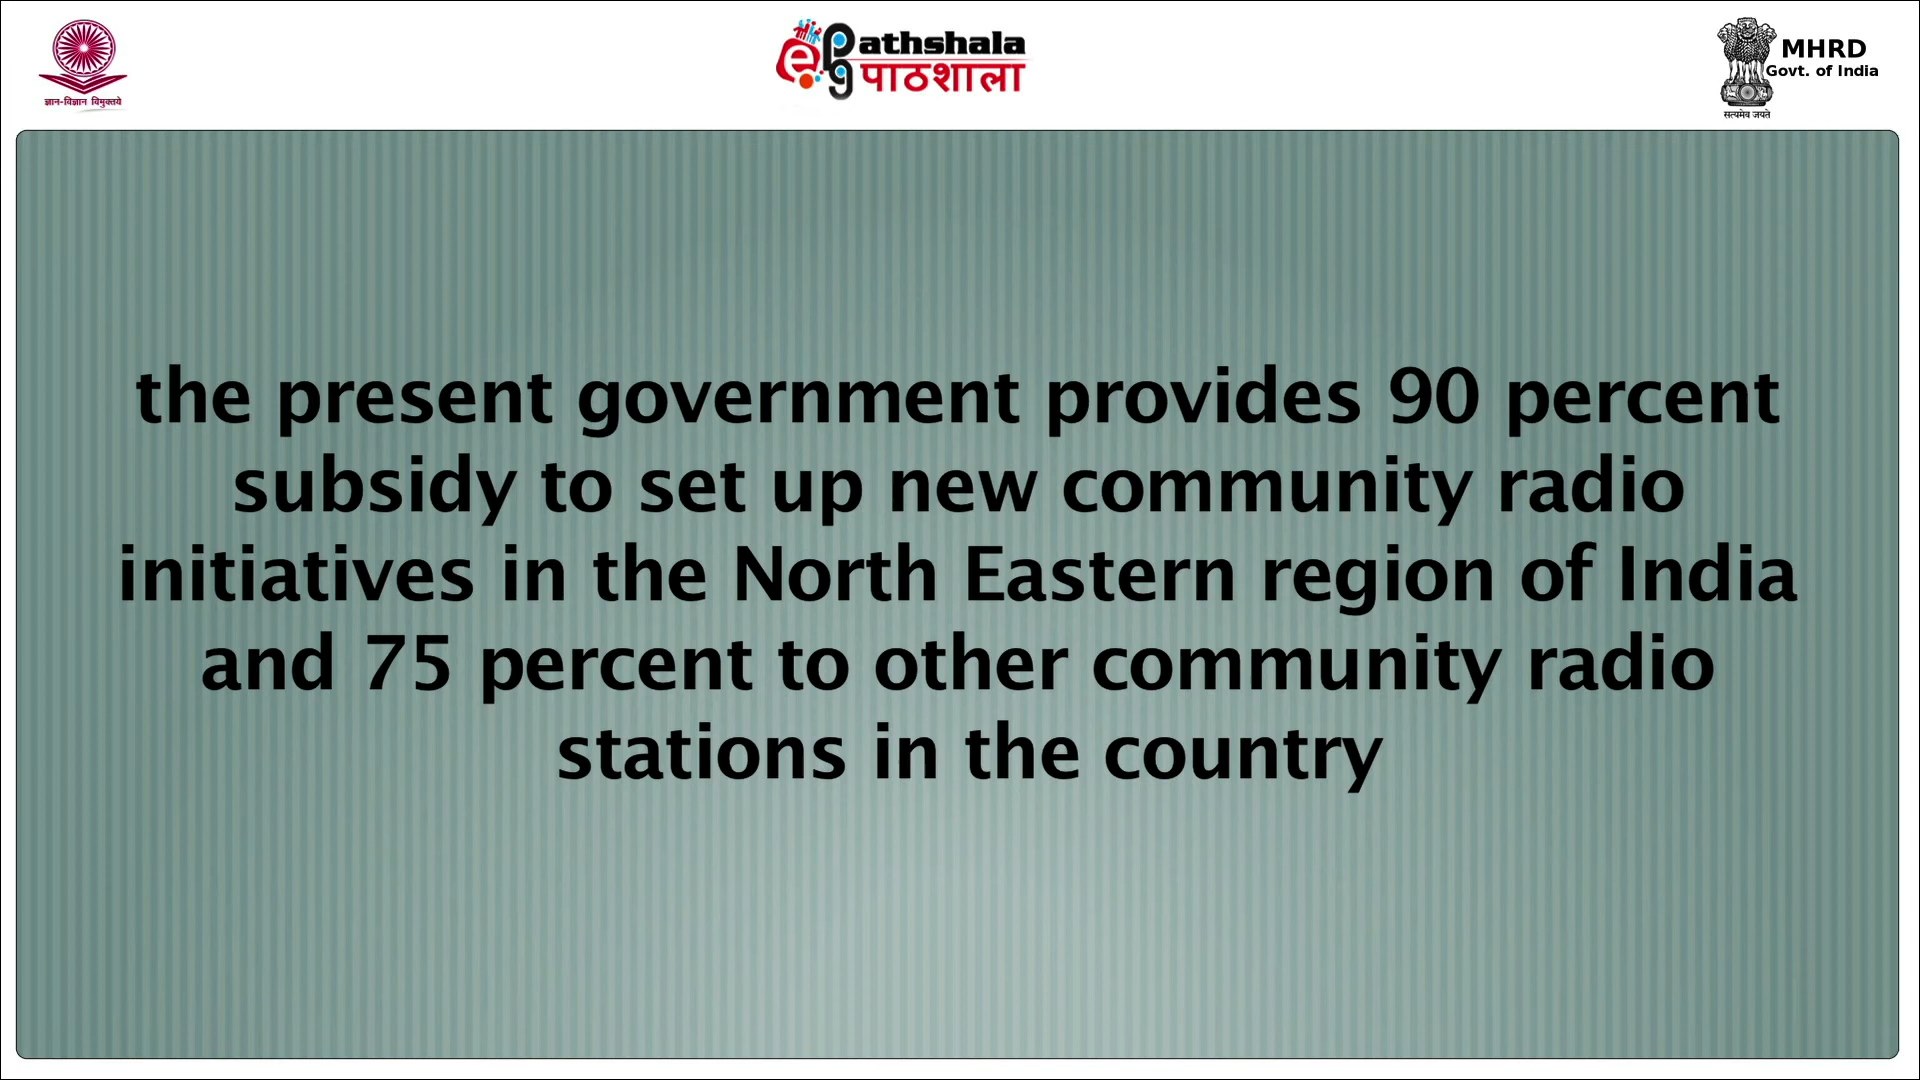 ज्ञान-विज्ञान विमुक्तये
e pg Pathshala
पाठशाला
MHRD
Govt. of India
सत्यमेव जयते
the present government provides 90 percent
subsidy to set up new community radio
initiatives in the North Eastern region of India
and 75 percent to other community radio
stations in the country